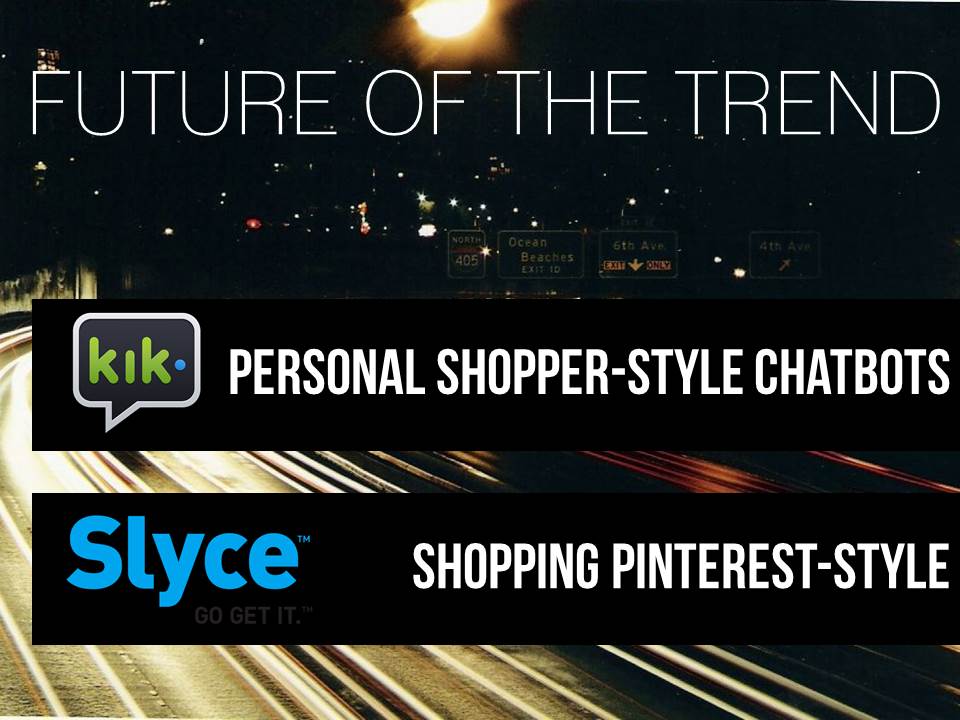 FUTURE OF THE TREND
NORTH
405
Ocean
Beaches
EXIT 1D
6th Ave.
EXIT ONLY
4th Ave
kik
PERSONAL SHOPPER-STYLE CHATBOTS
Slyce™
GO GET IT.™
SHOPPING PINTEREST-STYLE